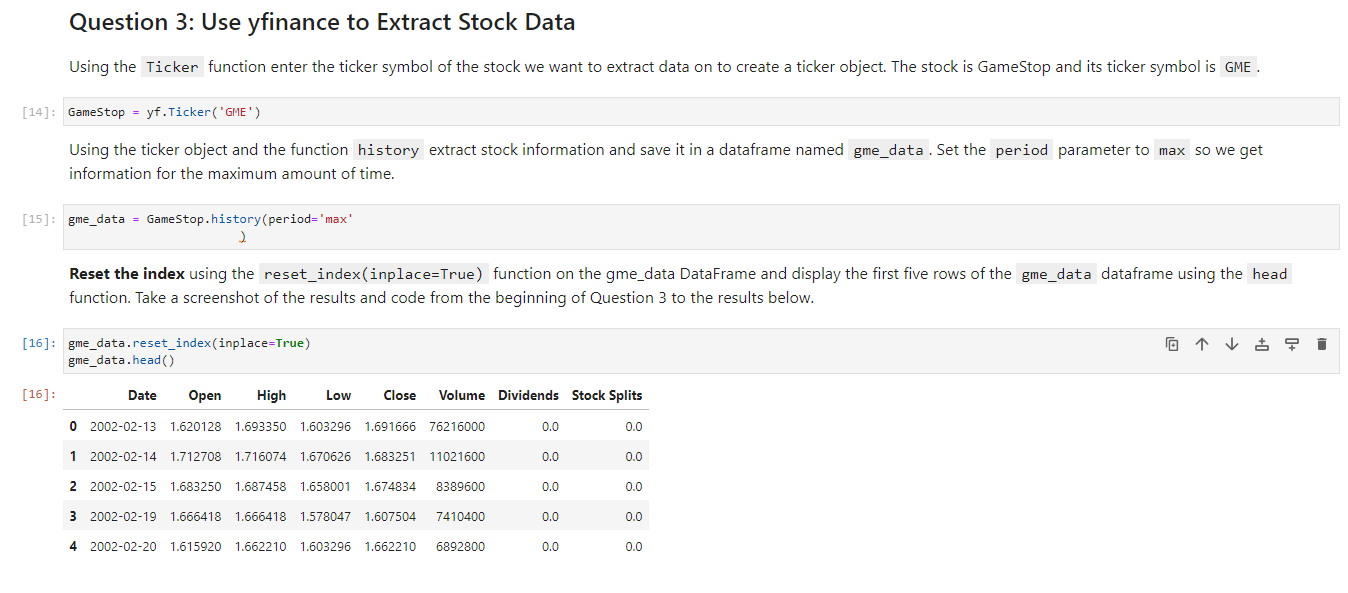 Question 3: Use yfinance to Extract Stock Data
Using the Ticker function enter the ticker symbol of the stock we want to extract data on to create a ticker object. The stock is GameStop and its ticker symbol is GME .
[14]: GameStop = yf.Ticker('GME')
Using the ticker object and the function history extract stock information and save it in a dataframe named gme_data . Set the period parameter to max so we get
information for the maximum amount of time.
[15]: gme_data = GameStop.history(period='max'
)
Reset the index using the reset_index(inplace=True) function on the gme_data DataFrame and display the first five rows of the gme_data dataframe using the head
function. Take a screenshot of the results and code from the beginning of Question 3 to the results below.
[16]: gme_data.reset_index(inplace=True)
gme_data.head()
[16]: Date Open High Low Close Volume Dividends Stock Splits
0 2002-02-13 1.620128 1.693350 1.603296 1.691666 76216000 0.0 0.0
1 2002-02-14 1.712708 1.716074 1.670626 1.683251 11021600 0.0 0.0
2 2002-02-15 1.683250 1.687458 1.658001 1.674834 8389600 0.0 0.0
3 2002-02-19 1.666418 1.666418 1.578047 1.607504 7410400 0.0 0.0
4 2002-02-20 1.615920 1.662210 1.603296 1.662210 6892800 0.0 0.0